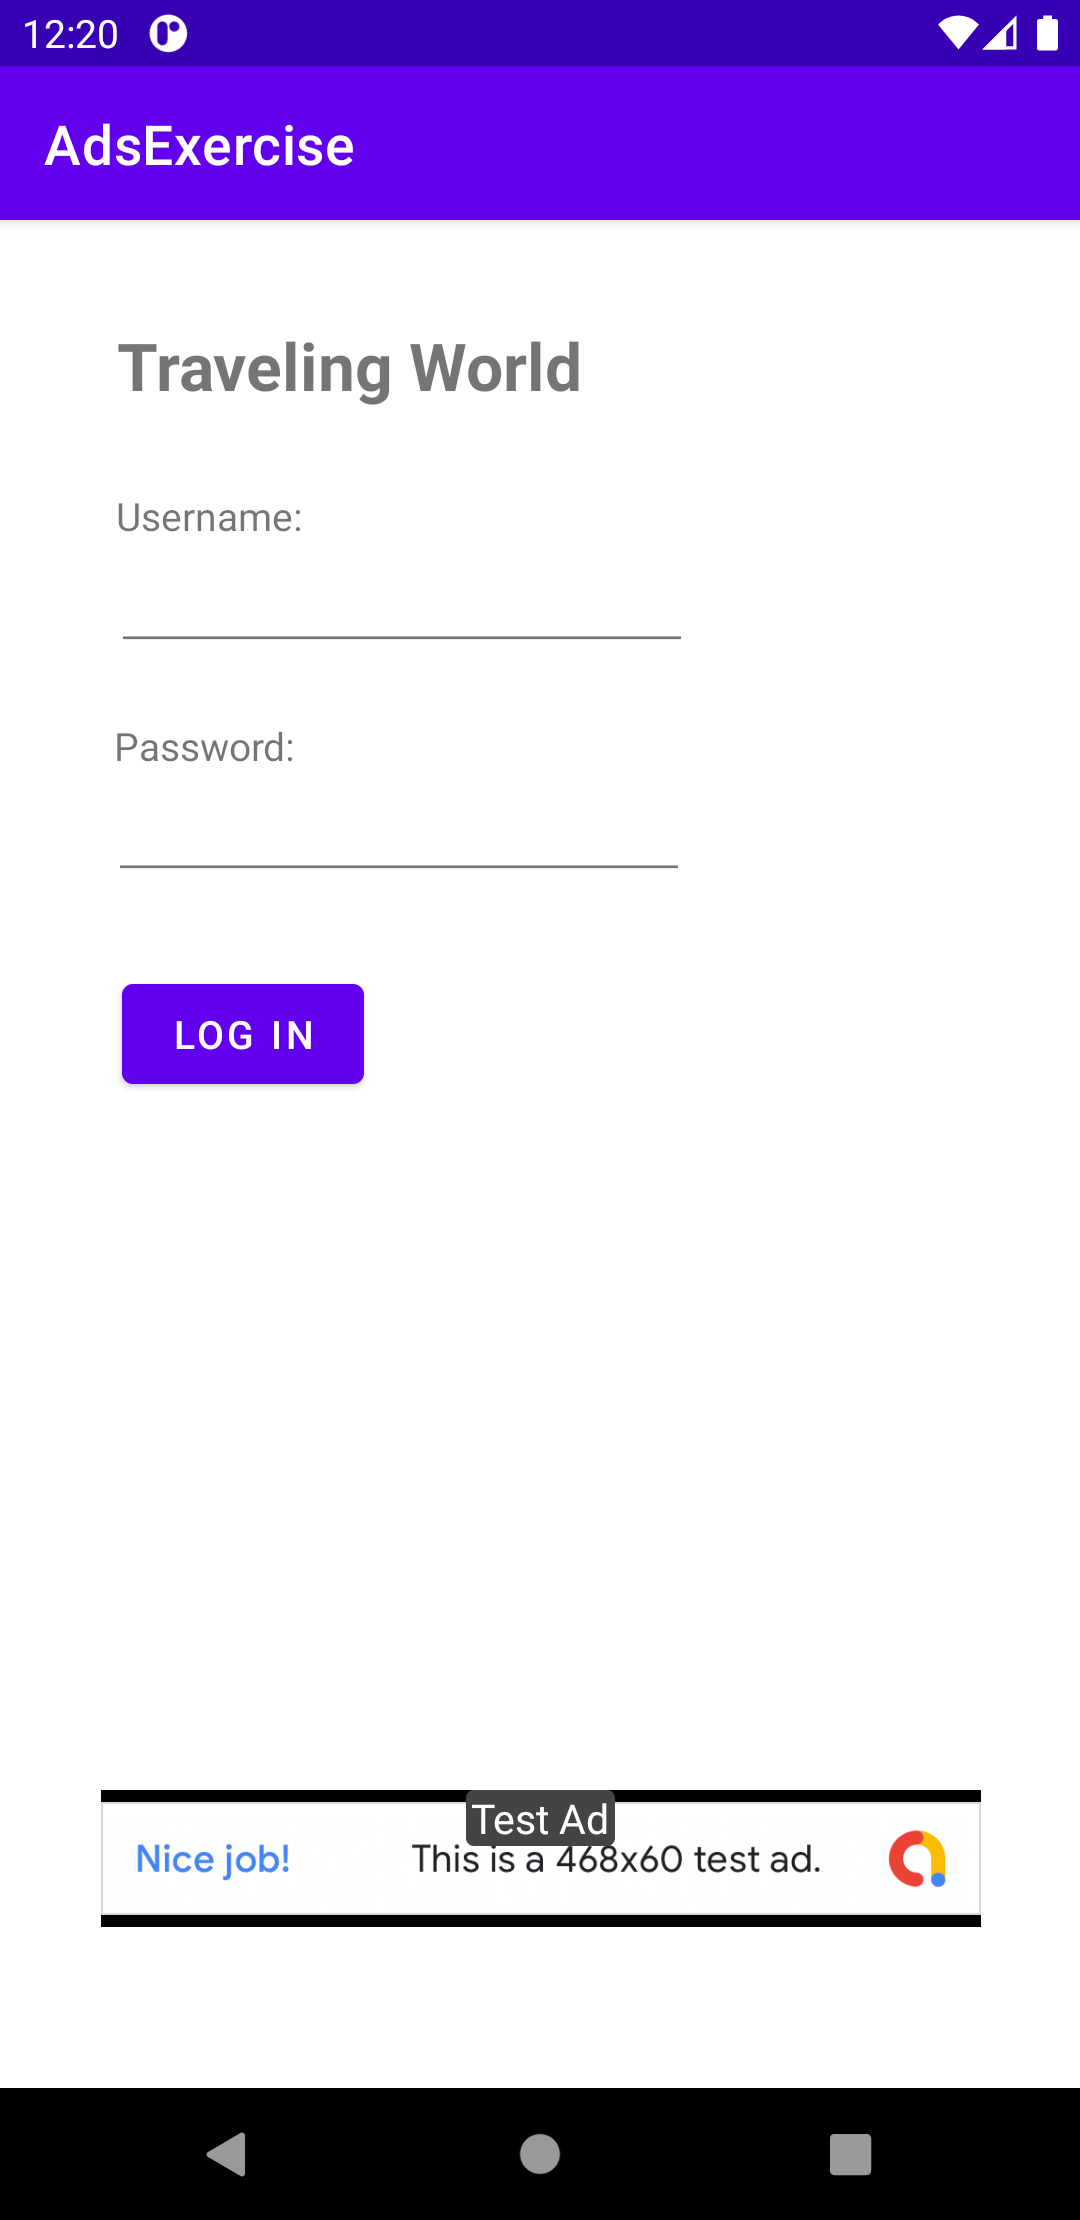 12:20
AdsExercise
Traveling World
Username:
Password:
LOG IN
Test Ad
Nice job! This is a 468x60 test ad.